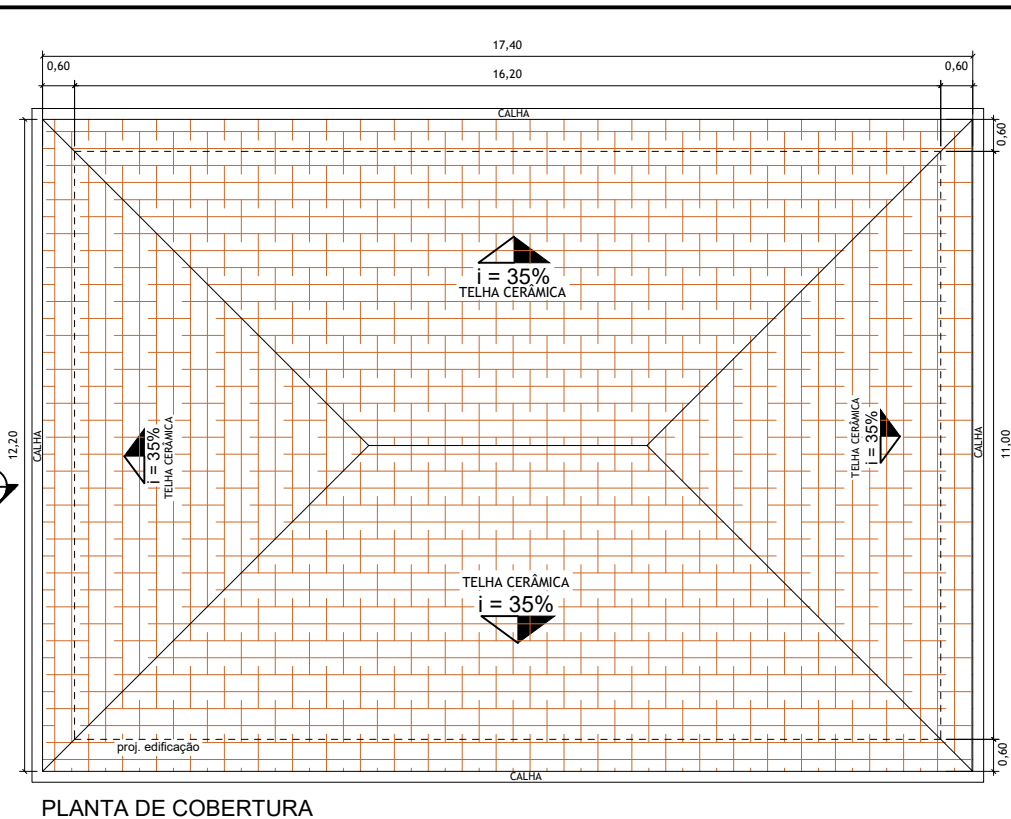 17,40
0,60
16,20
0,60
CALHA
0,60
i = 35%
TELHA CERÂMICA
12,20
CALHA
i = 35%
TELHA CERÂMICA
TELHA CERÂMICA
i = 35%
CALHA
11,00
TELHA CERÂMICA
i = 35%
proj. edificação
0,60
CALHA
PLANTA DE COBERTURA